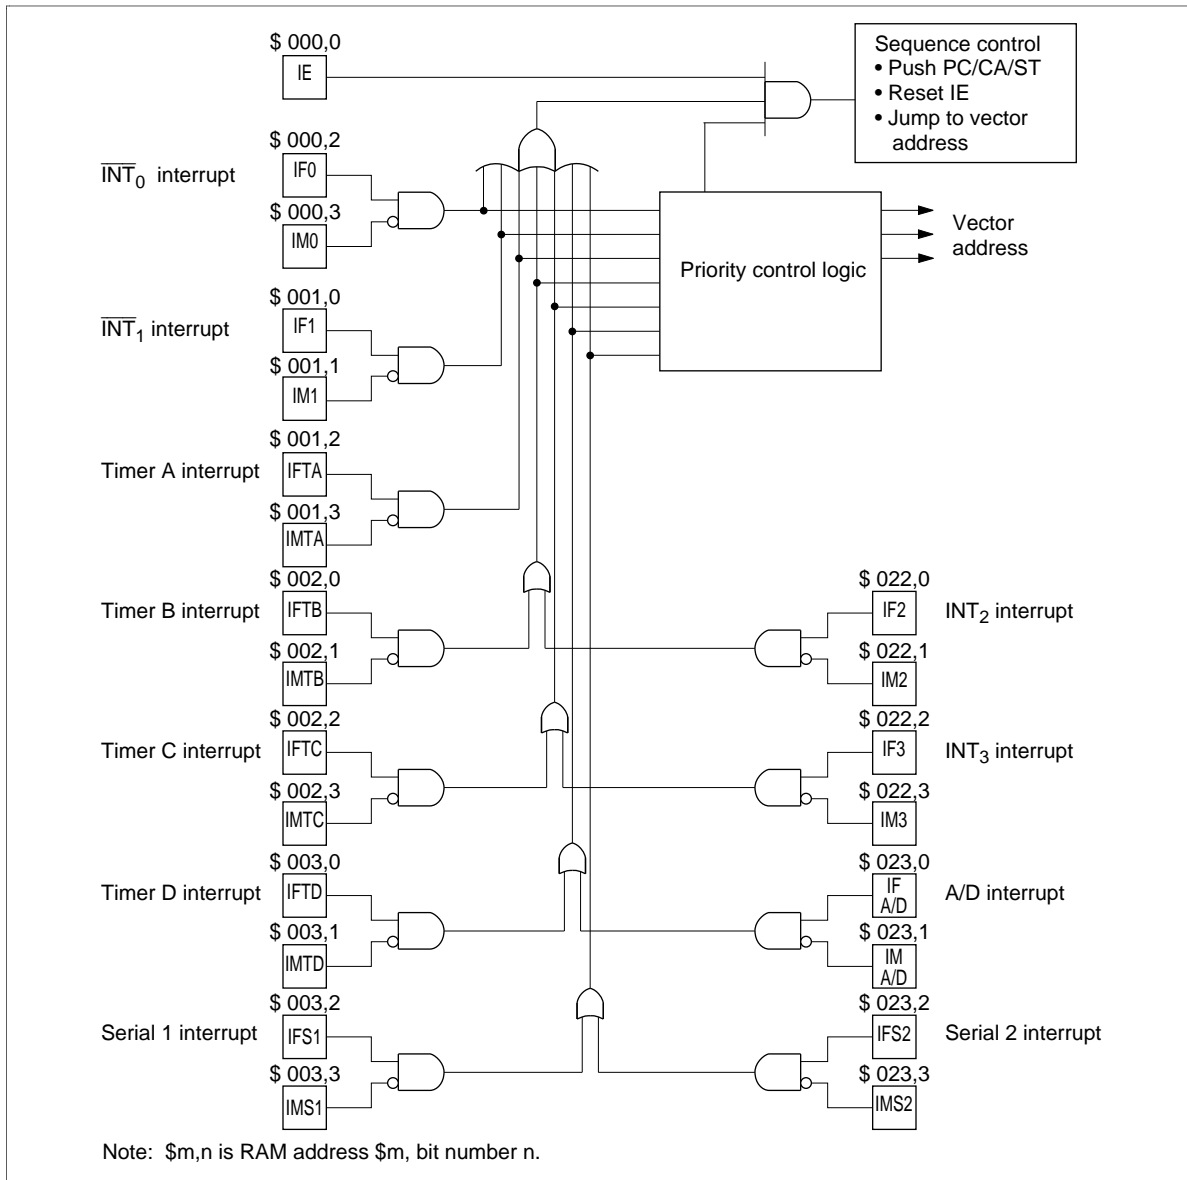 $ 000,0
IE
Sequence control
• Push PC/CA/ST
• Reset IE
• Jump to vector
address
$ 000,2
IF0
INT0 interrupt
$ 000,3
IM0
Priority control logic
Vector
address
$ 001,0
IF1
INT1 interrupt
$ 001,1
IM1
$ 001,2
Timer A interrupt
IFTA
$ 001,3
IMTA
$ 002,0
Timer B interrupt
IFTB
$ 002,1
IMTB
$ 022,0
IF2
INT2 interrupt
$ 022,1
IM2
$ 002,2
Timer C interrupt
IFTC
$ 002,3
IMTC
$ 022,2
IF3
INT3 interrupt
$ 022,3
IM3
$ 003,0
Timer D interrupt
IFTD
$ 003,1
IMTD
$ 023,0
IF
A/D
A/D interrupt
$ 023,1
IM
A/D
$ 003,2
Serial 1 interrupt
IFS1
$ 003,3
IMS1
$ 023,2
IFS2
Serial 2 interrupt
$ 023,3
IMS2
Note: $m,n is RAM address $m, bit number n.